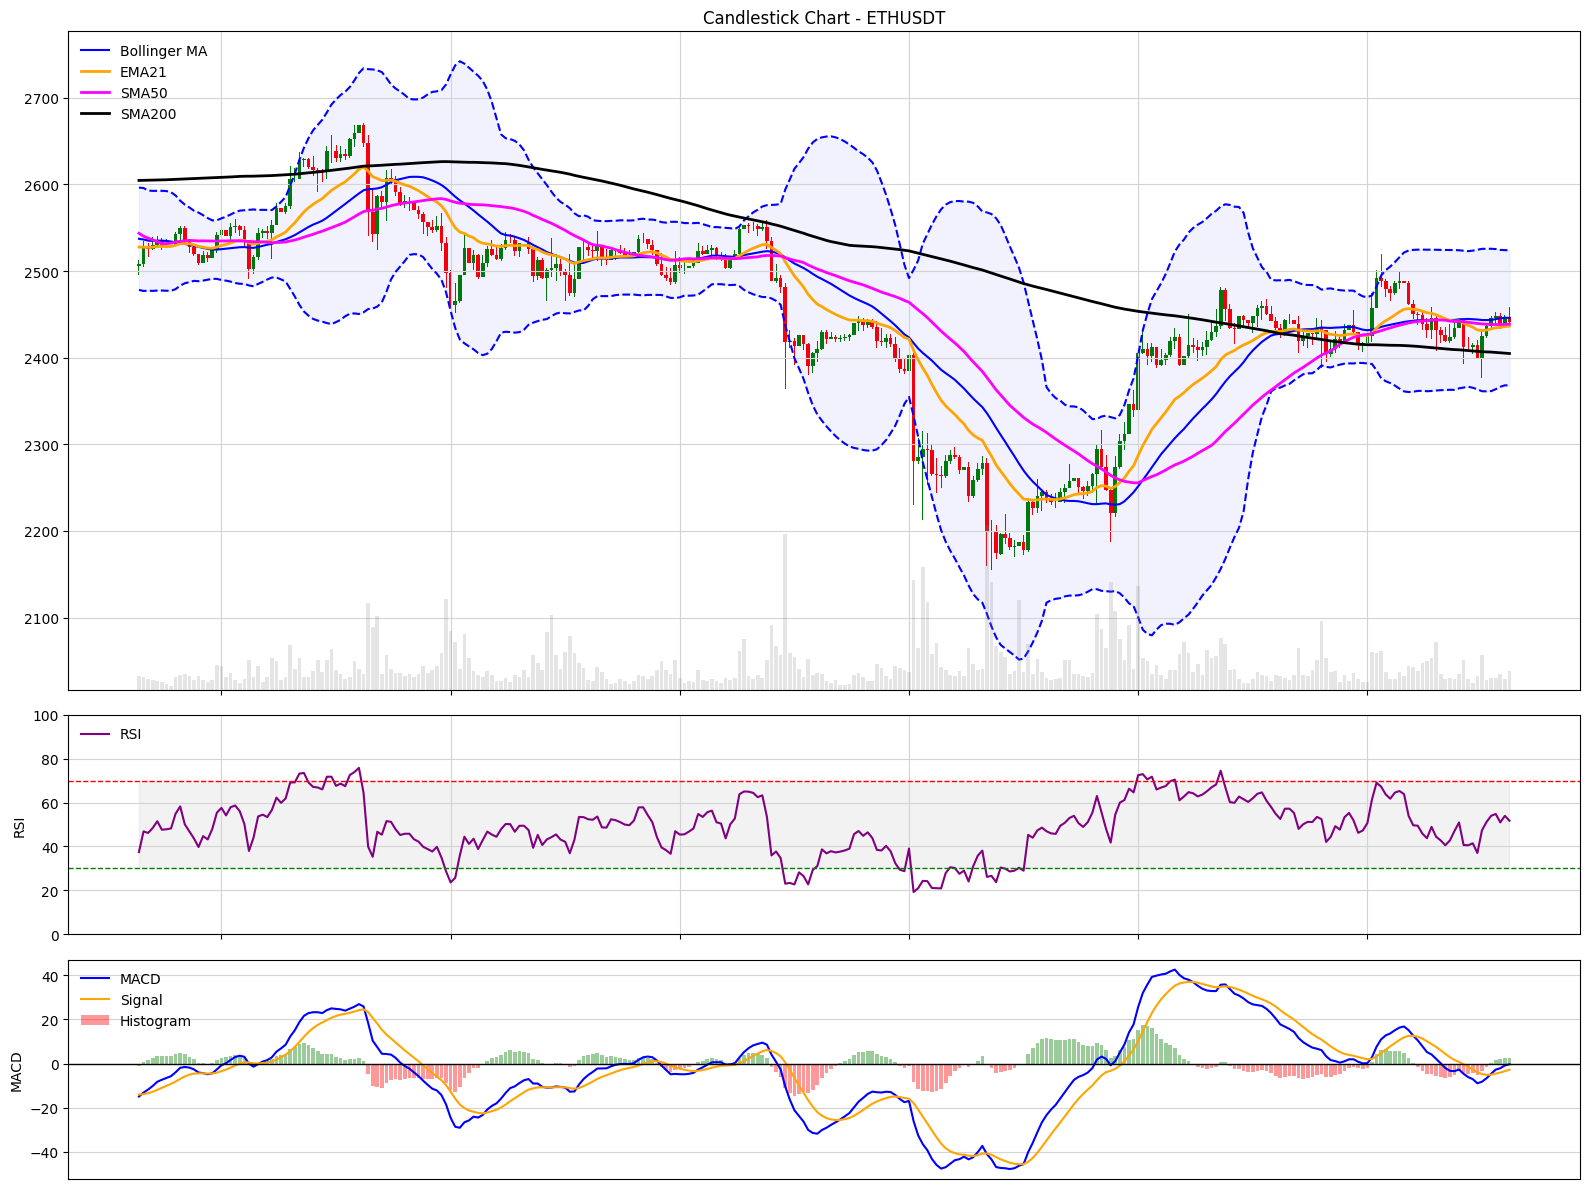 Candlestick Chart - ETHUSDT
Bollinger MA
EMA21
SMA50
SMA200
2700
2600
2500
2400
2300
2200
2100
RSI
100
80
60
40
20
0
RSI
MACD
Signal
Histogram
40
20
0
−20
−40
MACD